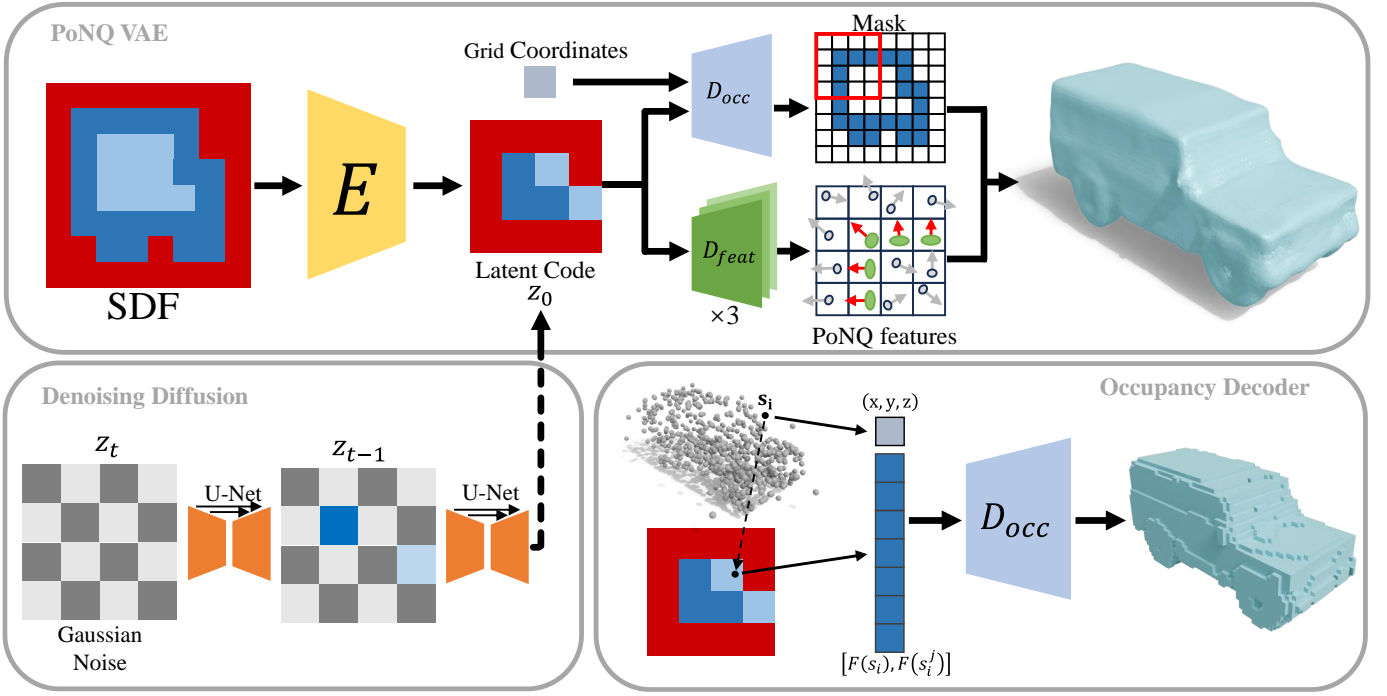 PoNQ VAE
SDF
E
Grid Coordinates
Latent Code
z_0
D_occ
D_feat
×3
Mask
PoNQ features
Denoising Diffusion
z_t
Gaussian
Noise
U-Net
z_{t-1}
U-Net
Occupancy Decoder
s_i
(x, y, z)
[F(s_i), F(s_i^j)]
D_occ